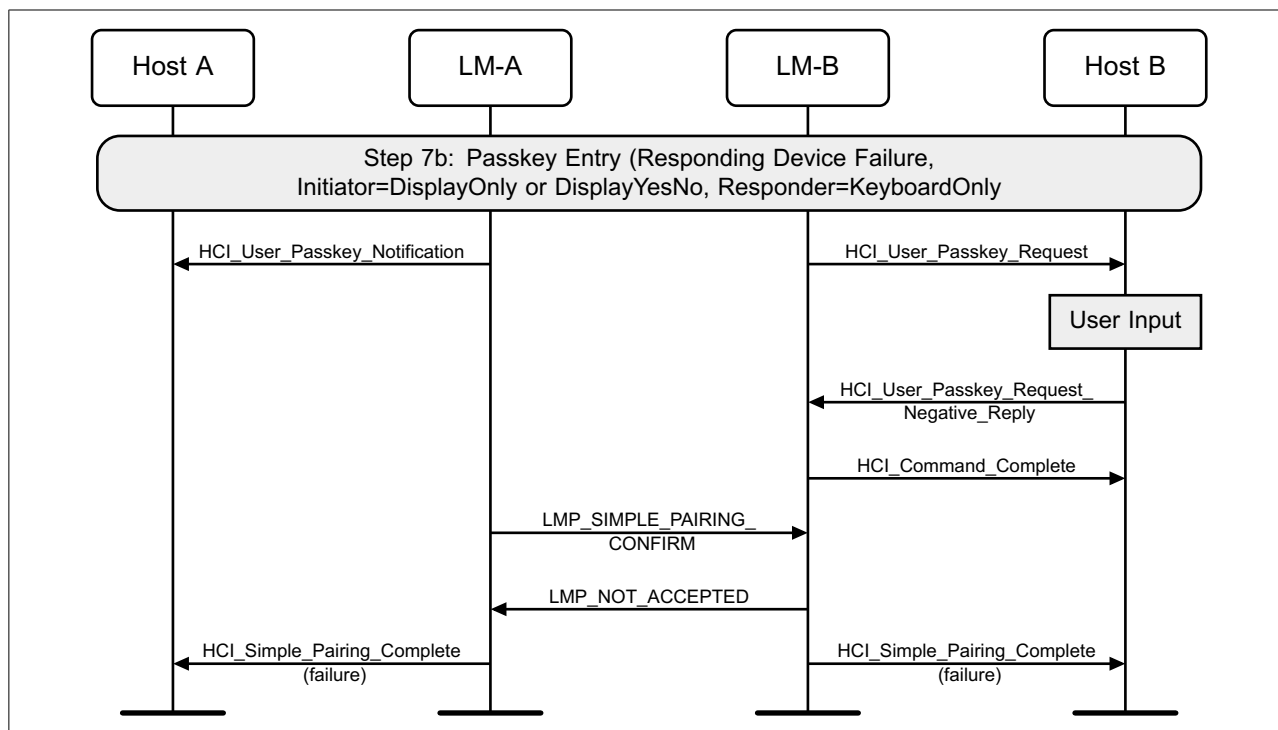 Host A
LM-A
LM-B
Host B
Step 7b: Passkey Entry (Responding Device Failure,
Initiator=DisplayOnly or DisplayYesNo, Responder=KeyboardOnly
HCI_User_Passkey_Notification
HCI_User_Passkey_Request
User Input
HCI_User_Passkey_Request_
Negative_Reply
HCI_Command_Complete
LMP_SIMPLE_PAIRING_
CONFIRM
LMP_NOT_ACCEPTED
HCI_Simple_Pairing_Complete
(failure)
HCI_Simple_Pairing_Complete
(failure)